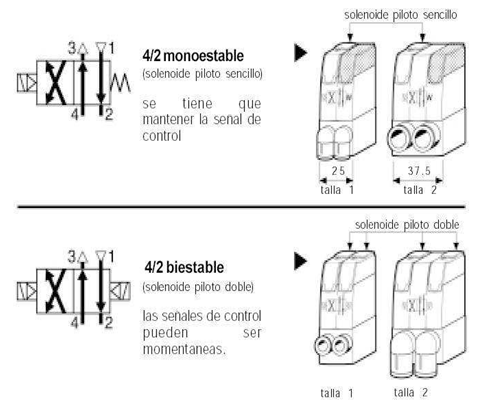 solenoide piloto sencillo
3 1
4 2
4/2 monoestable
(solenoide piloto sencillo)
se tiene que
mantener la señal de
control
25
37.5
talla 1
talla 2
solenoide piloto doble
3 1
4 2
4/2 biestable
(solenoide piloto doble)
las señales de control
pueden ser
momentaneas.
talla 1
talla 2